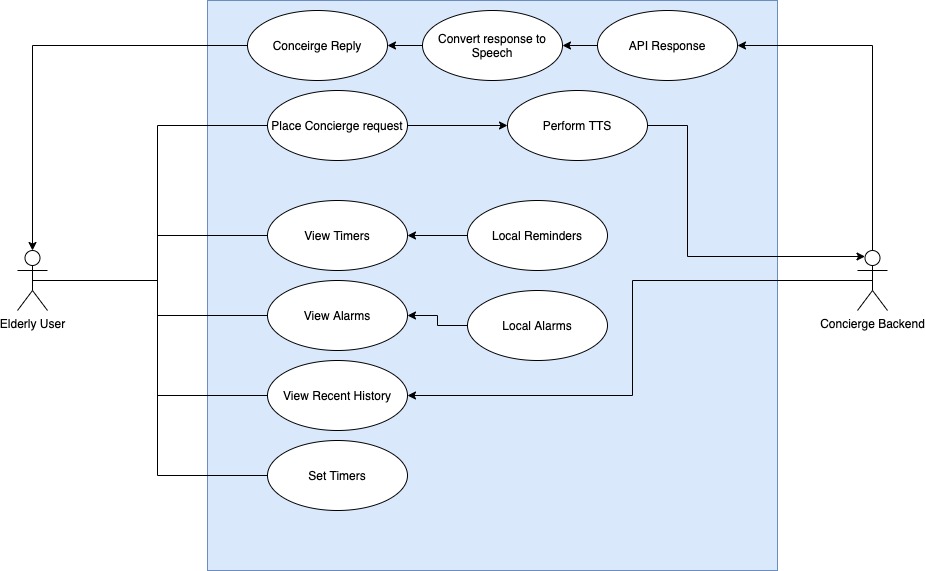 Conceirge Reply
Convert response to
Speech
API Response
Place Concierge request
Perform TTS
View Timers
Local Reminders
Elderly User
View Alarms
Local Alarms
Concierge Backend
View Recent History
Set Timers